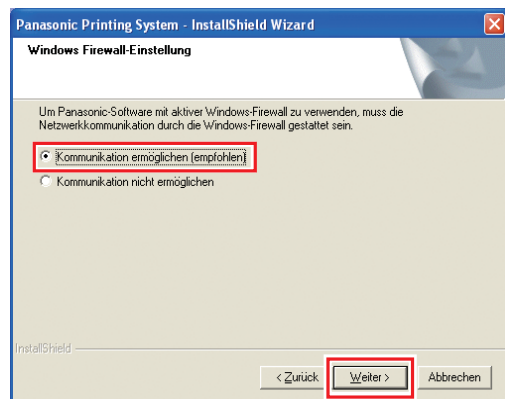 Panasonic Printing System - InstallShield Wizard
Windows Firewall-Einstellung
Um Panasonic-Software mit aktiver Windows-Firewall zu verwenden, muss die
Netzwerkkommunikation durch die Windows-Firewall gestattet sein.
Kommunikation ermöglichen (empfohlen)
Kommunikation nicht ermöglichen
InstallShield
< Zurück Weiter > Abbrechen